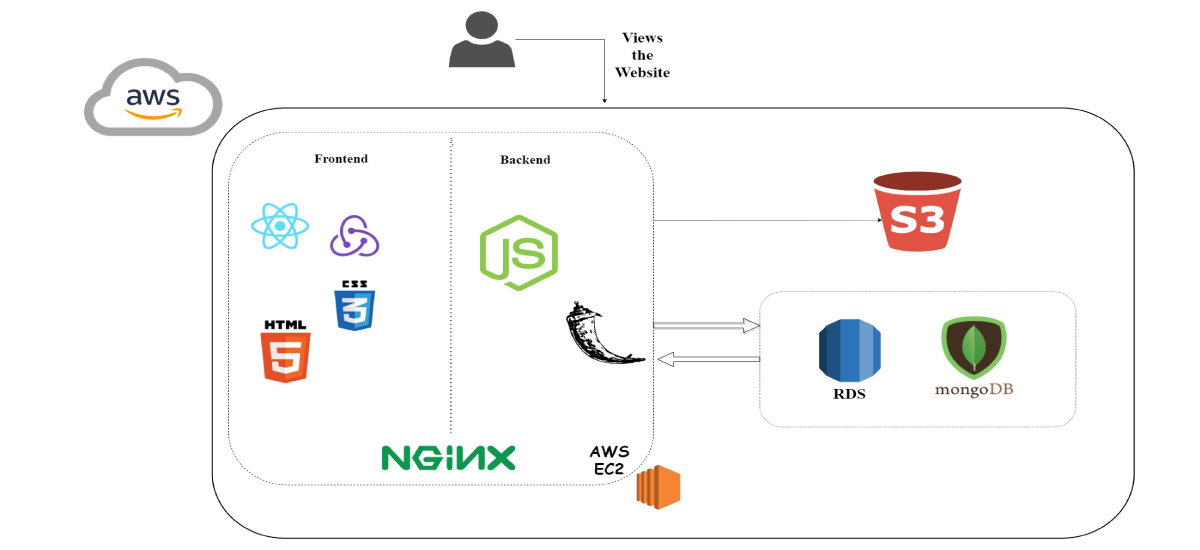 Views
the
Website
aws
Frontend
Backend
S3
JS
CSS
3
HTML
5
RDS
mongoDB
NGiNX
AWS
EC2